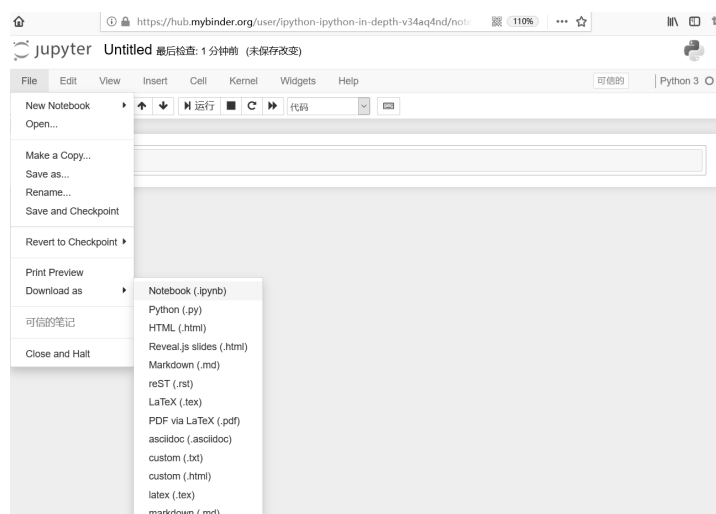 https://hub.mybinder.org/user/ipython-ipython-in-depth-v34aq4nd/note 110%
jupyter Untitled 最后检查: 1 分钟前 (未保存改变)
File Edit View Insert Cell Kernel Widgets Help 可信的 Python 3
运行 代码
New Notebook
Open...
Make a Copy...
Save as...
Rename...
Save and Checkpoint
Revert to Checkpoint
Print Preview
Download as
可信的笔记
Close and Halt
Notebook (.ipynb)
Python (.py)
HTML (.html)
Reveal.js slides (.html)
Markdown (.md)
reST (.rst)
LaTeX (.tex)
PDF via LaTeX (.pdf)
asciidoc (.asciidoc)
custom (.txt)
custom (.html)
latex (.tex)
markdown (.md)